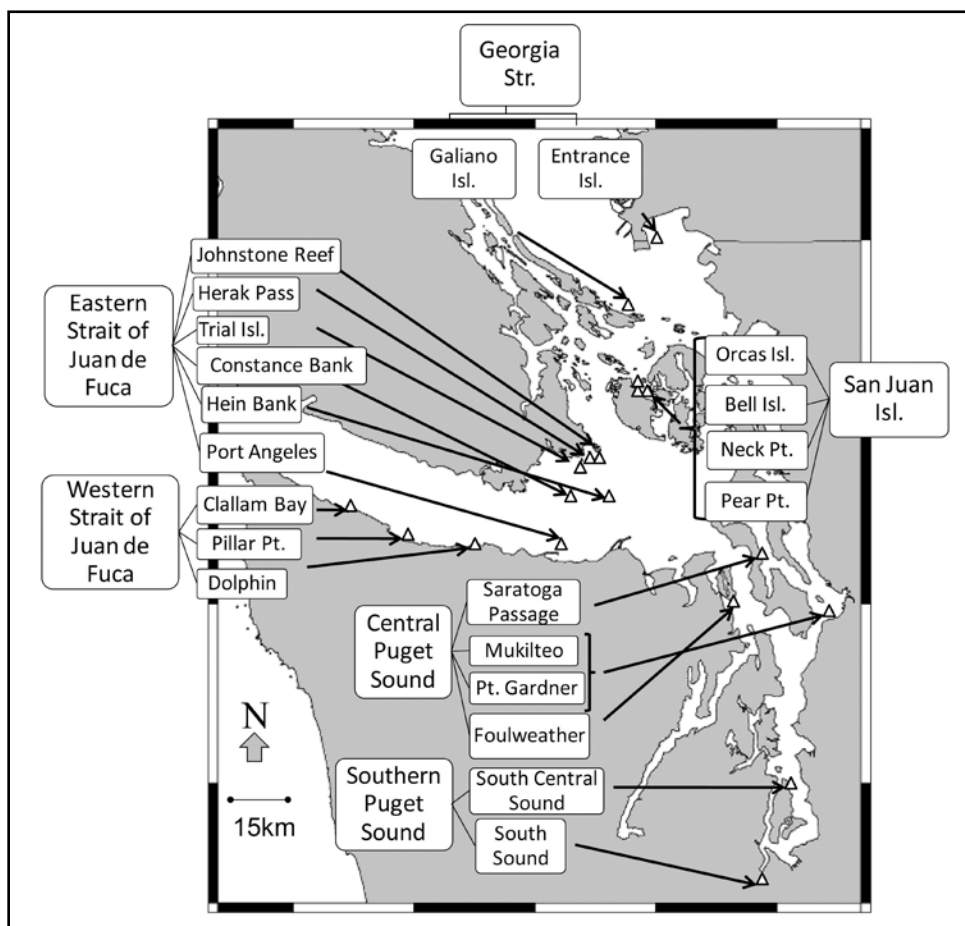 Georgia
Str.
Galiano
Isl.
Entrance
Isl.
Eastern
Strait of
Juan de
Fuca
Johnstone Reef
Herak Pass
Trial Isl.
Constance Bank
Hein Bank
Port Angeles
Western
Strait of
Juan de
Fuca
Clallam Bay
Pillar Pt.
Dolphin
Orcas Isl.
Bell Isl.
Neck Pt.
Pear Pt.
San Juan
Isl.
Central
Puget
Sound
Saratoga
Passage
Mukilteo
Pt. Gardner
Foulweather
Southern
Puget
Sound
South Central
Sound
South
Sound
N
15km